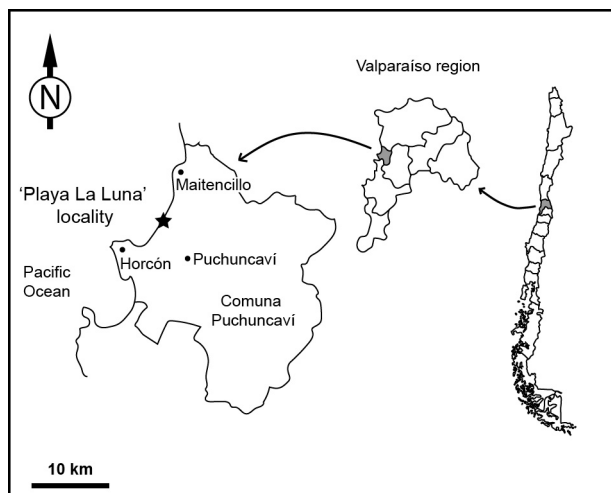 N
Valparaíso region
Maitencillo
'Playa La Luna'
locality
Horcón
Puchuncaví
Pacific
Ocean
Comuna
Puchuncaví
10 km